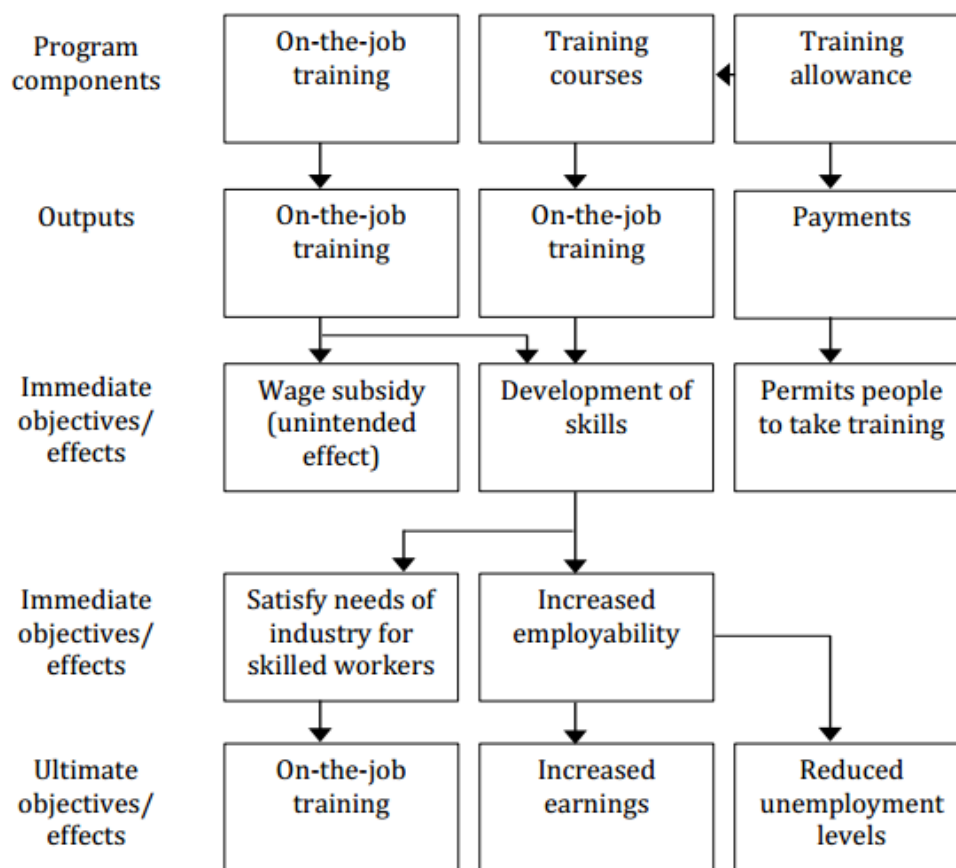 Program
components
On-the-job
training
Training
courses
Training
allowance
Outputs
On-the-job
training
On-the-job
training
Payments
Immediate
objectives/
effects
Wage subsidy
(unintended
effect)
Development of
skills
Permits people
to take training
Immediate
objectives/
effects
Satisfy needs of
industry for
skilled workers
Increased
employability
Ultimate
objectives/
effects
On-the-job
training
Increased
earnings
Reduced
unemployment
levels